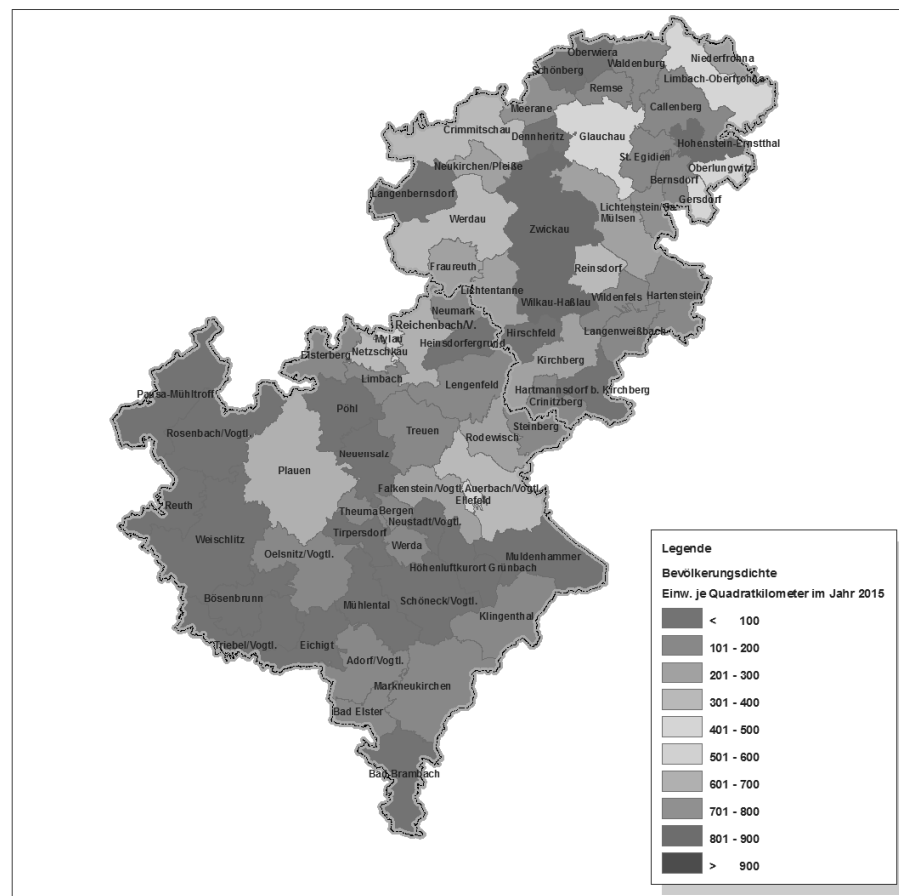 Oberwiera
Niederfrohna
Schönberg
Waldenburg
Limbach-Oberfrohna
Remse
Meerane
Callenberg
Crimmitschau
Dennheritz
Glauchau
Hohenstein-Ernstthal
St. Egidien
Neukirchen/Pleiße
Oberlungwitz
Langenbernsdorf
Bernsdorf
Gersdorf
Lichtenstein/Sa.
Werdau
Mülsen
Zwickau
Fraureuth
Reinsdorf
Lichtentanne
Wildenfels
Hartenstein
Wilkau-Haßlau
Neumark
Reichenbach/V.
Hirschfeld
Langenweißbach
Mylau
Heinsdorfergrund
Netzschkau
Elsterberg
Kirchberg
Limbach
Lengenfeld
Hartmannsdorf b. Kirchberg
Pausa-Mühltroff
Crinitzberg
Pöhl
Steinberg
Rosenbach/Vogtl.
Treuen
Rodewisch
Neuensalz
Plauen
Falkenstein/Vogtl.
Auerbach/Vogtl.
Ellefeld
Reuth
Theuma
Bergen
Neustadt/Vogtl.
Tirpersdorf
Weischlitz
Werda
Oelsnitz/Vogtl.
Muldenhammer
Höhenluftkurort Grünbach
Bösenbrunn
Mühlental
Schöneck/Vogtl.
Klingenthal
Triebel/Vogtl.
Eichigt
Adorf/Vogtl.
Markneukirchen
Bad Elster
Bad Brambach
Legende
Bevölkerungsdichte
Einw. je Quadratkilometer im Jahr 2015
< 100
101 - 200
201 - 300
301 - 400
401 - 500
501 - 600
601 - 700
701 - 800
801 - 900
> 900